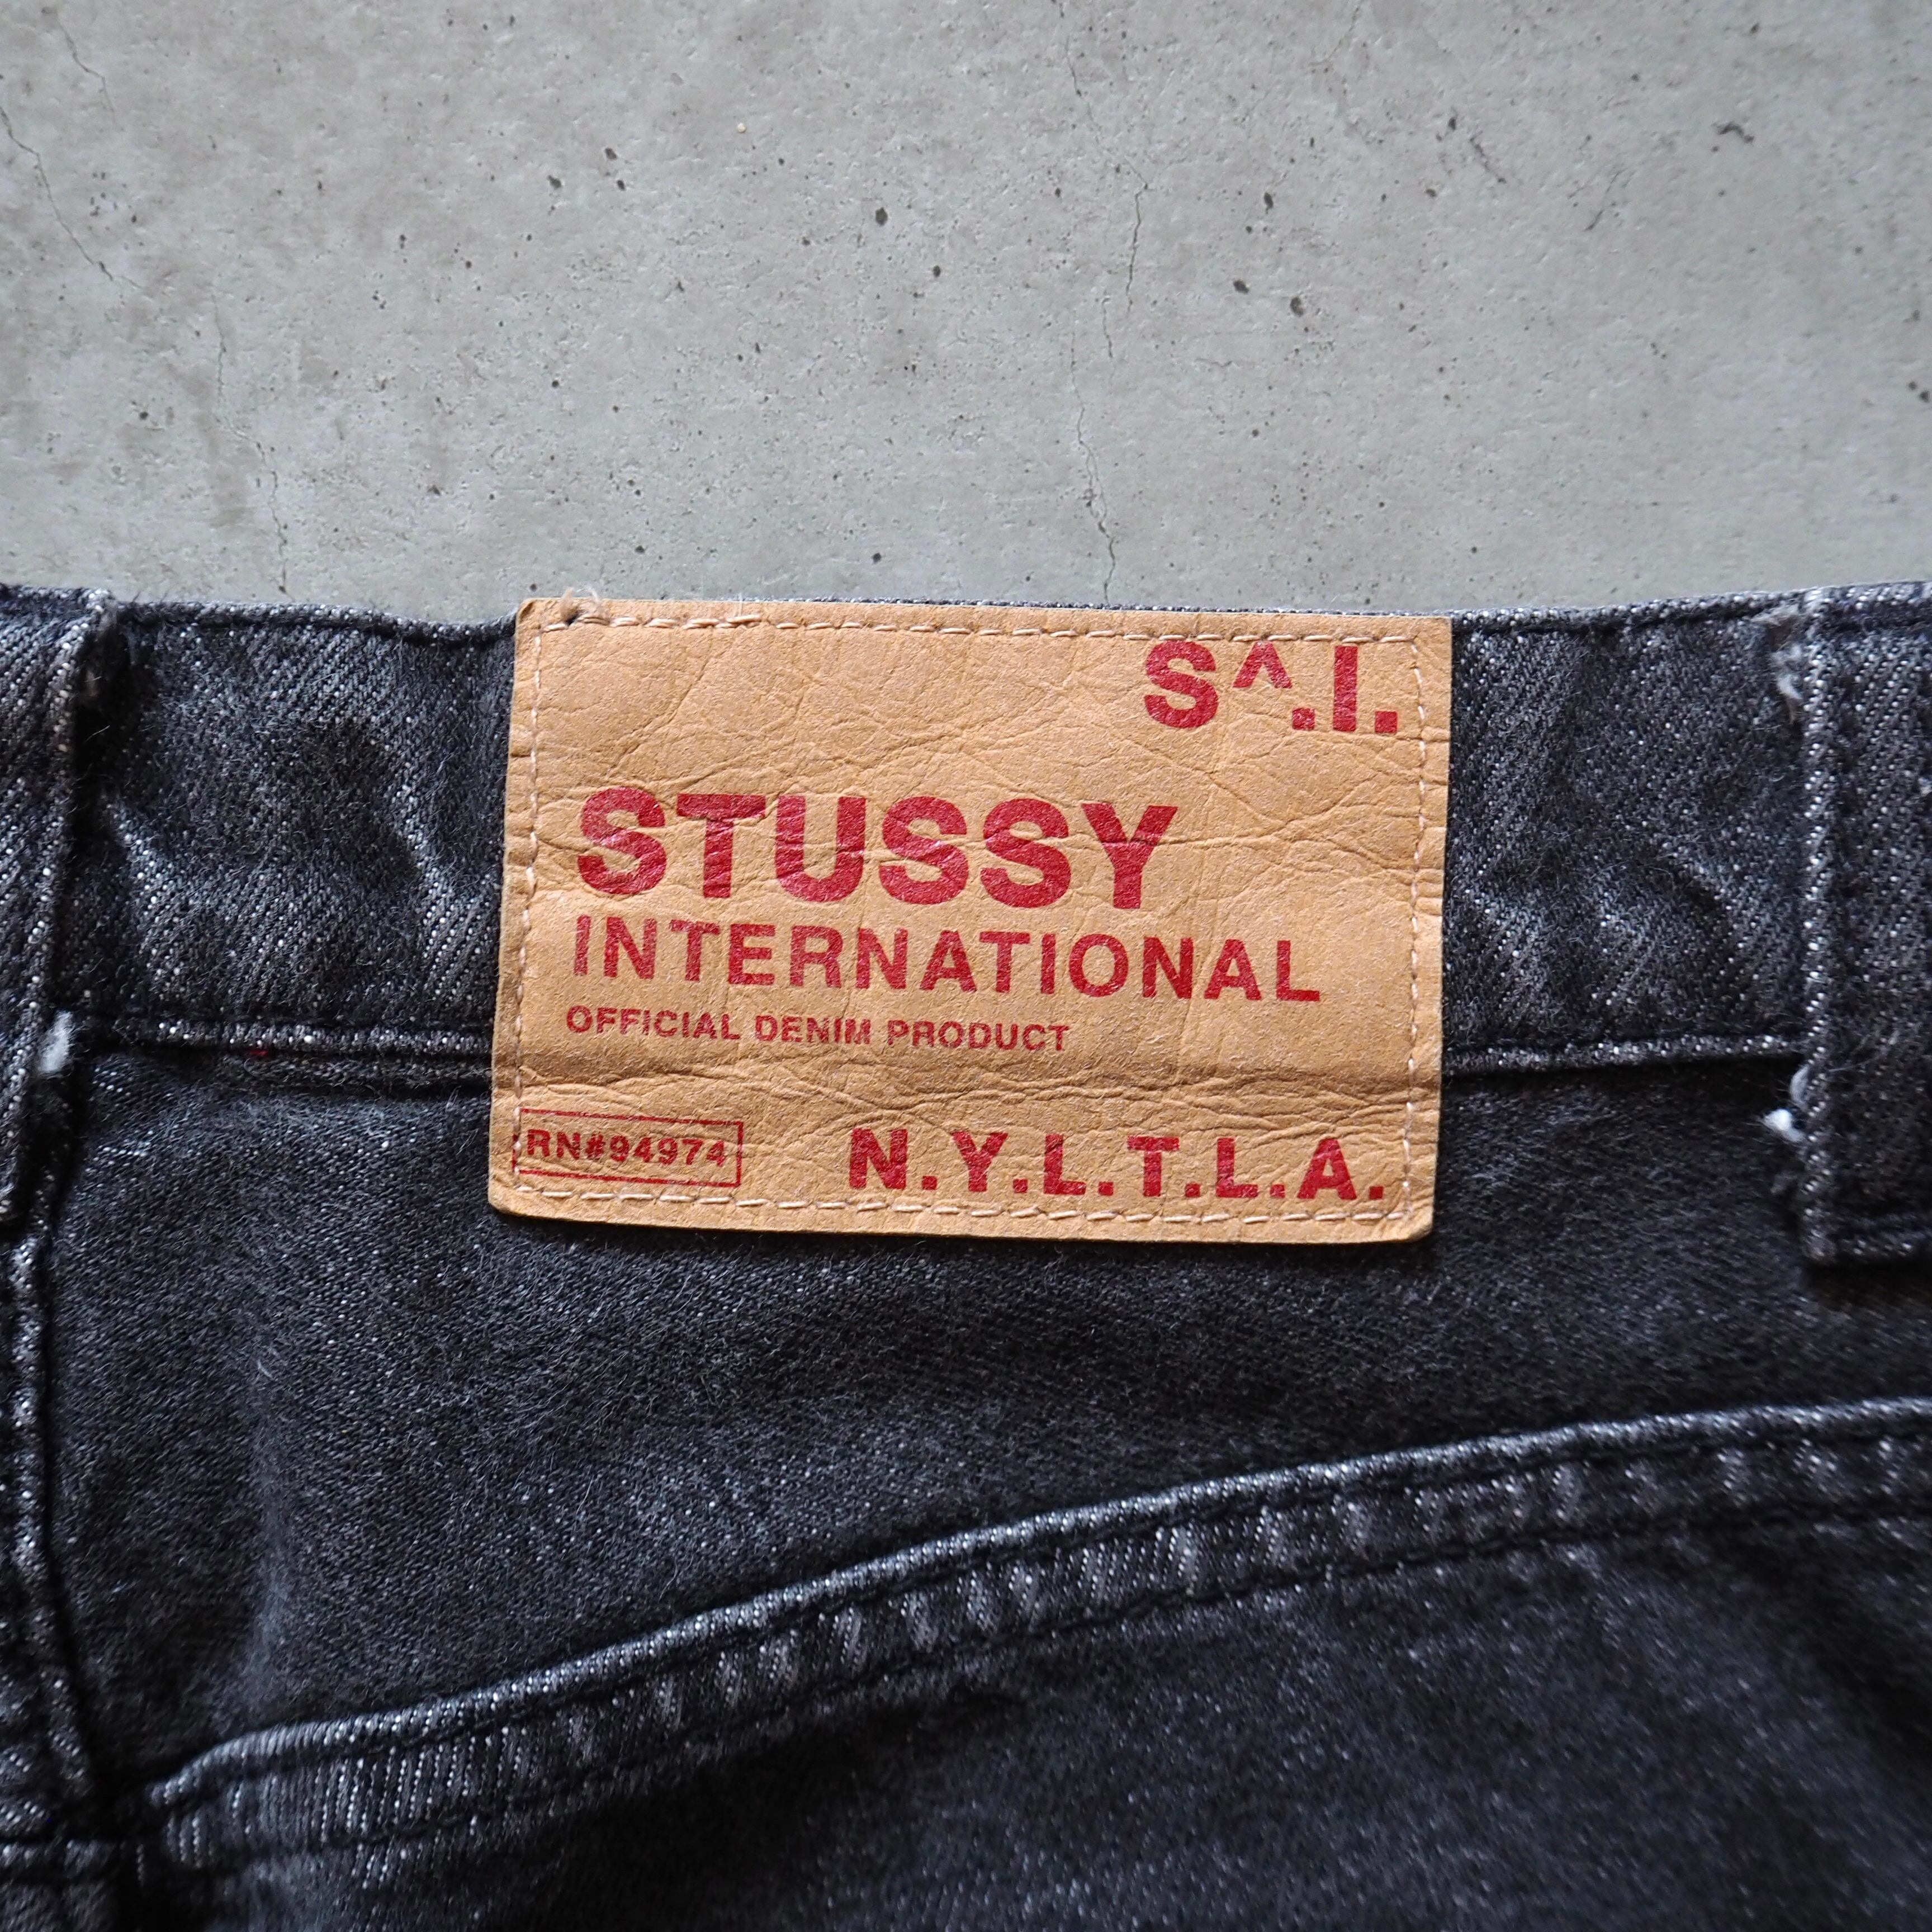 S^.I.
STUSSY
INTERNATIONAL
OFFICIAL DENIM PRODUCT
RN#94974
N.Y.L.T.L.A.